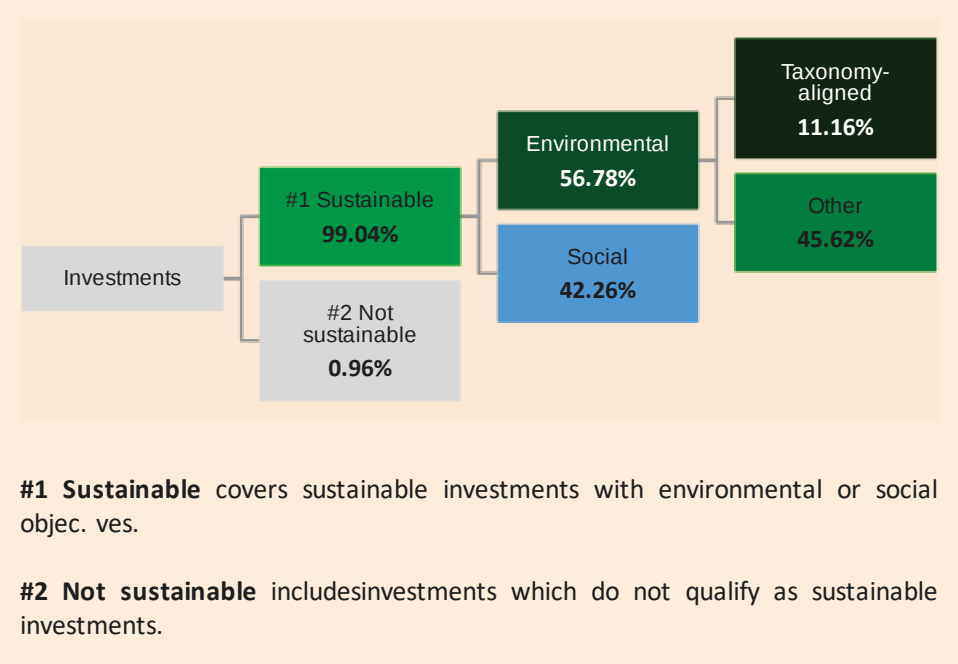 Investments
#1 Sustainable
99.04%
#2 Not
sustainable
0.96%
Environmental
56.78%
Social
42.26%
Taxonomy-
aligned
11.16%
Other
45.62%
#1 Sustainable covers sustainable investments with environmental or social
objec. ves.
#2 Not sustainable includesinvestments which do not qualify as sustainable
investments.